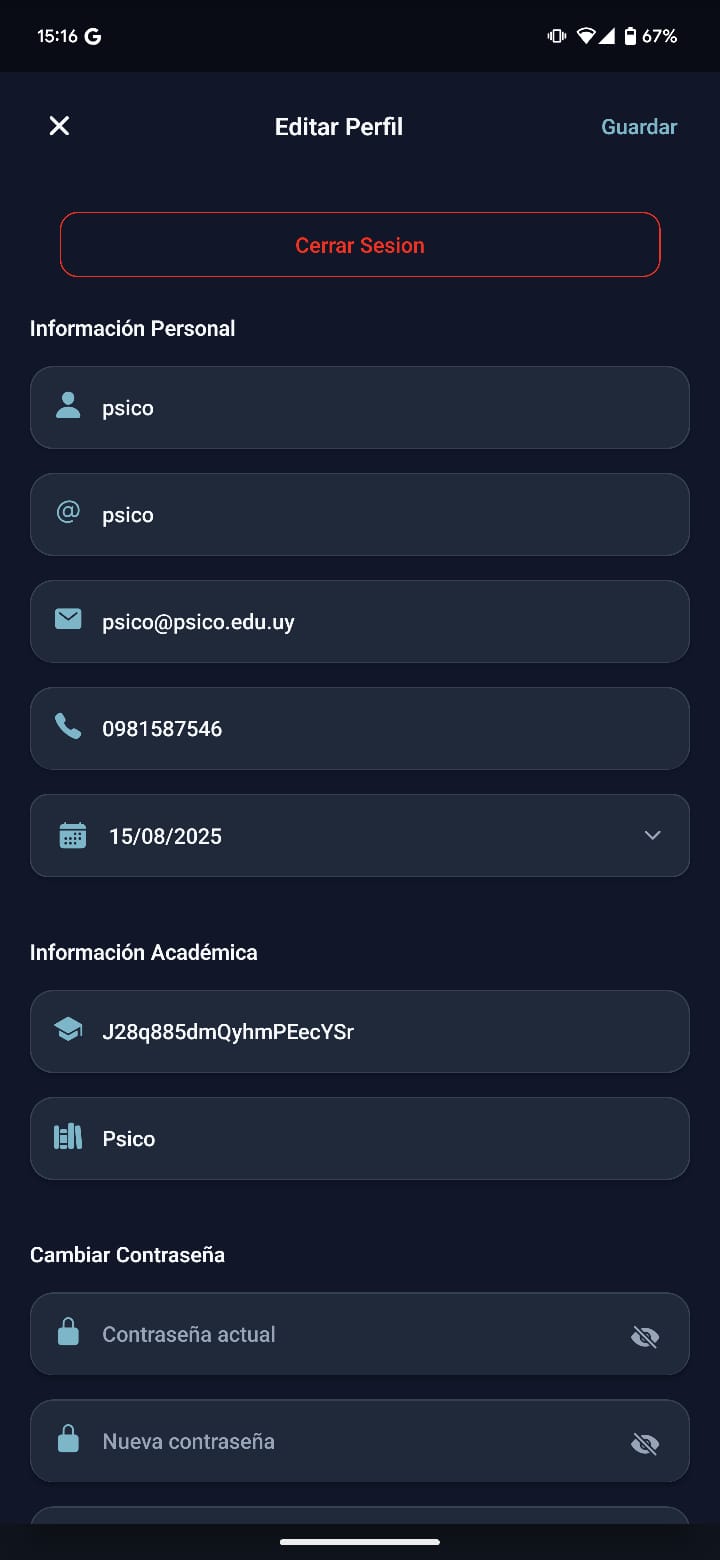 15:16 G 67%
Editar Perfil Guardar
Cerrar Sesion
Información Personal
psico
@ psico
psico@psico.edu.uy
0981587546
15/08/2025
Información Académica
J28q885dmQyhmPEecYSr
Psico
Cambiar Contraseña
Contraseña actual
Nueva contraseña